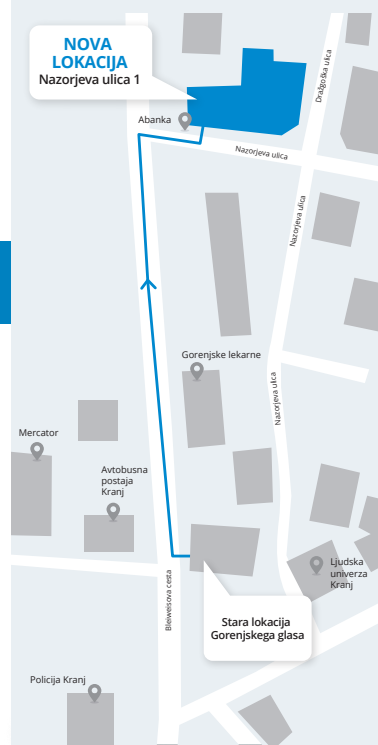 NOVA
LOKACIJA
Nazorjeva ulica 1
Dražgoška ulica
Abanka
Nazorjeva ulica
Nazorjeva ulica
Gorenjske lekarne
Nazorjeva ulica
Mercator
Avtobusna
postaja
Kranj
Ljudska
univerza
Kranj
Bleiweisova cesta
Stara lokacija
Gorenjskega glasa
Policija Kranj